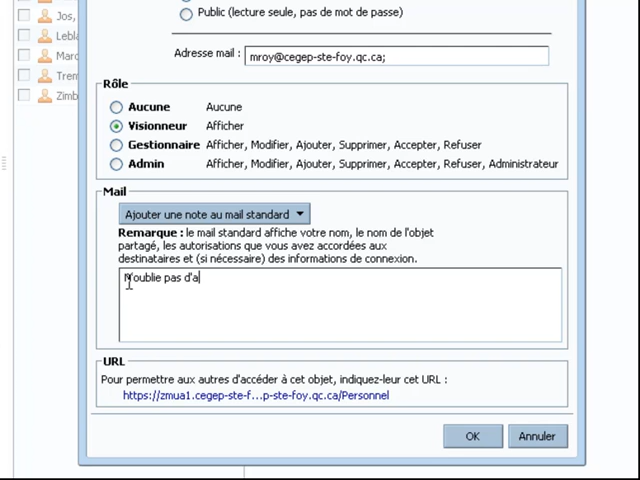 Public (lecture seule, pas de mot de passe)
Jos,
Adresse mail : mroy@cegep-ste-foy.qc.ca;
Trem
Rôle
Aucune Aucune
Visionneur Afficher
Gestionnaire Afficher, Modifier, Ajouter, Supprimer, Accepter, Refuser
Admin Afficher, Modifier, Ajouter, Supprimer, Accepter, Refuser, Administrateur
Mail
Ajouter une note au mail standard
Remarque : le mail standard affiche votre nom, le nom de l'objet
partagé, les autorisations que vous avez accordées aux
destinataires et (si nécessaire) des informations de connexion.
N'oublie pas d'a
URL
Pour permettre aux autres d'accéder à cet objet, indiquez-leur cet URL :
https://zmua1.cegep-ste-f...p-ste-foy.qc.ca/Personnel
OK Annuler